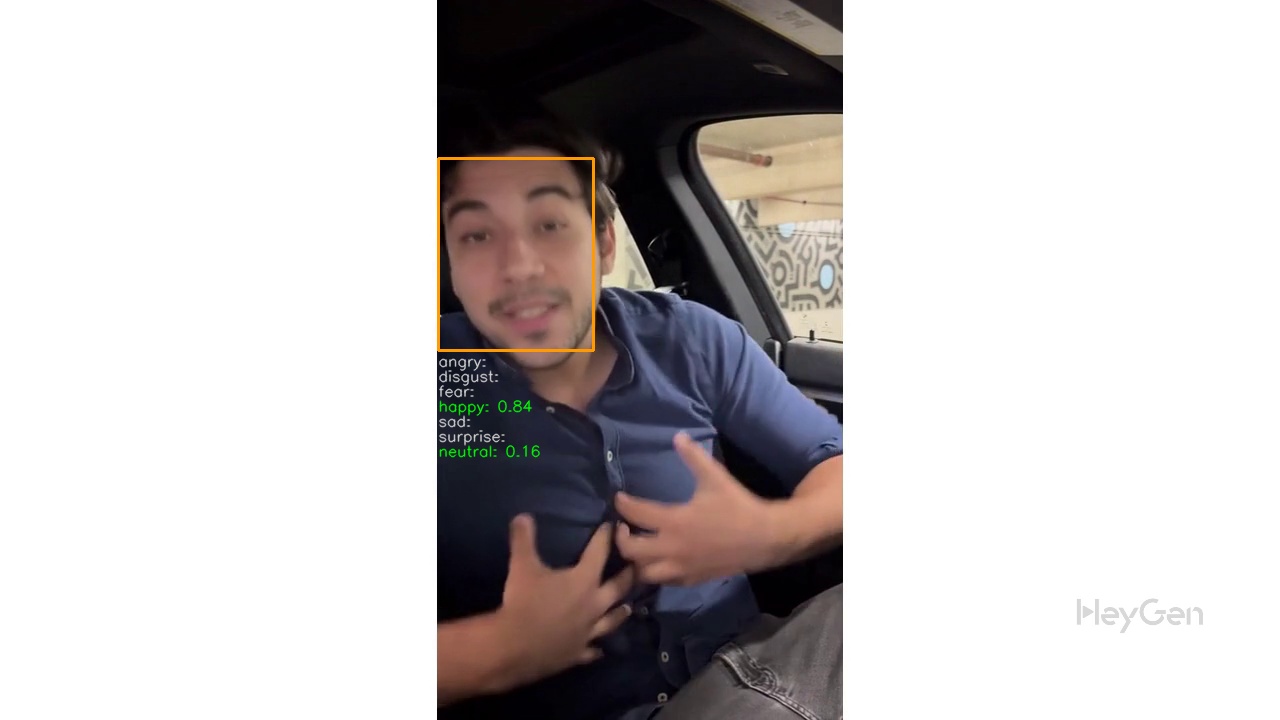 angry:
disgust:
fear:
happy: 0.84
sad:
surprise:
neutral: 0.16
HeyGen